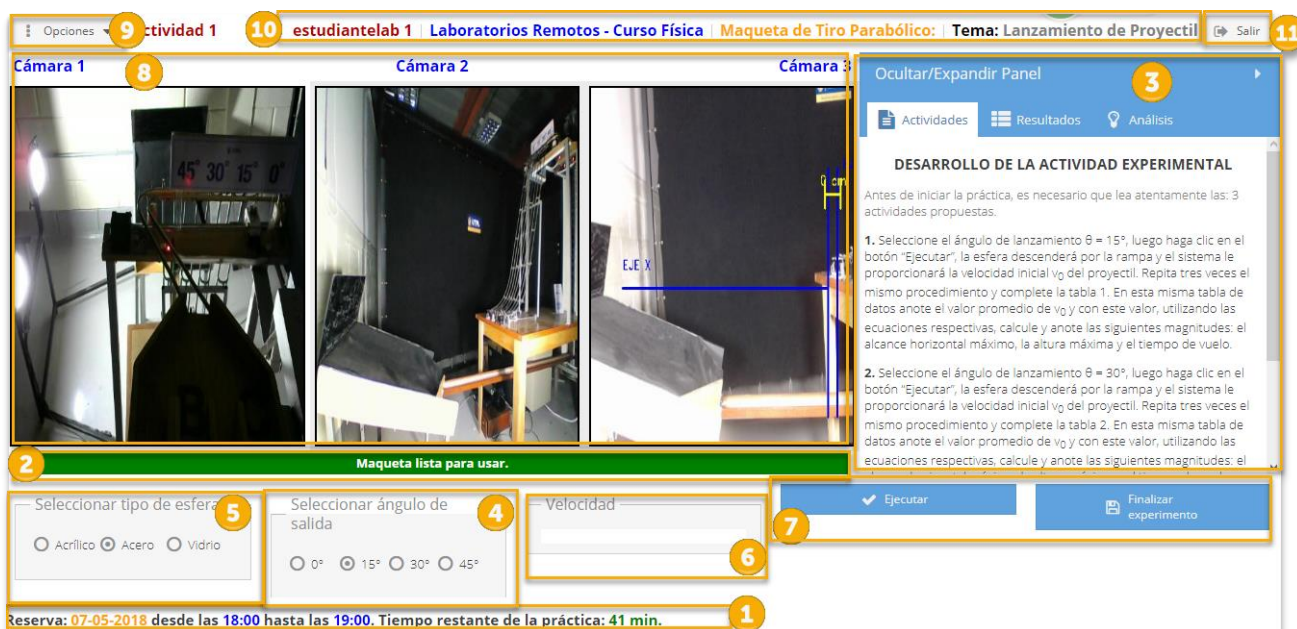 9
Opciones
ctividad 1
10
estudiantelab 1 | Laboratorios Remotos - Curso Física | Maqueta de Tiro Parabólico: | Tema: Lanzamiento de Proyectil
Salir
11
Cámara 1
8
Cámara 2
Cámara 3
45° 30° 15° 0°
0 cm
EJE X
Ocultar/Expandir Panel
3
Actividades
Resultados
Análisis
DESARROLLO DE LA ACTIVIDAD EXPERIMENTAL
Antes de iniciar la práctica, es necesario que lea atentamente las: 3
actividades propuestas.
1. Seleccione el ángulo de lanzamiento θ = 15°, luego haga clic en el
botón "Ejecutar", la esfera descenderá por la rampa y el sistema le
proporcionará la velocidad inicial v0 del proyectil. Repita tres veces el
mismo procedimiento y complete la tabla 1. En esta misma tabla de
datos anote el valor promedio de v0 y con este valor, utilizando las
ecuaciones respectivas, calcule y anote las siguientes magnitudes: el
alcance horizontal máximo, la altura máxima y el tiempo de vuelo.
2. Seleccione el ángulo de lanzamiento θ = 30°, luego haga clic en el
botón "Ejecutar", la esfera descenderá por la rampa y el sistema le
proporcionará la velocidad inicial v0 del proyectil. Repita tres veces el
mismo procedimiento y complete la tabla 2. En esta misma tabla de
datos anote el valor promedio de v0 y con este valor, utilizando las
ecuaciones respectivas, calcule y anote las siguientes magnitudes: el
2
Maqueta lista para usar.
Seleccionar tipo de esfera
5
Acrílico
Acero
Vidrio
Seleccionar ángulo de
salida
4
0°
15°
30°
45°
Velocidad
6
7
Ejecutar
Finalizar
experimento
Reserva: 07-05-2018 desde las 18:00 hasta las 19:00. Tiempo restante de la práctica: 41 min.
1